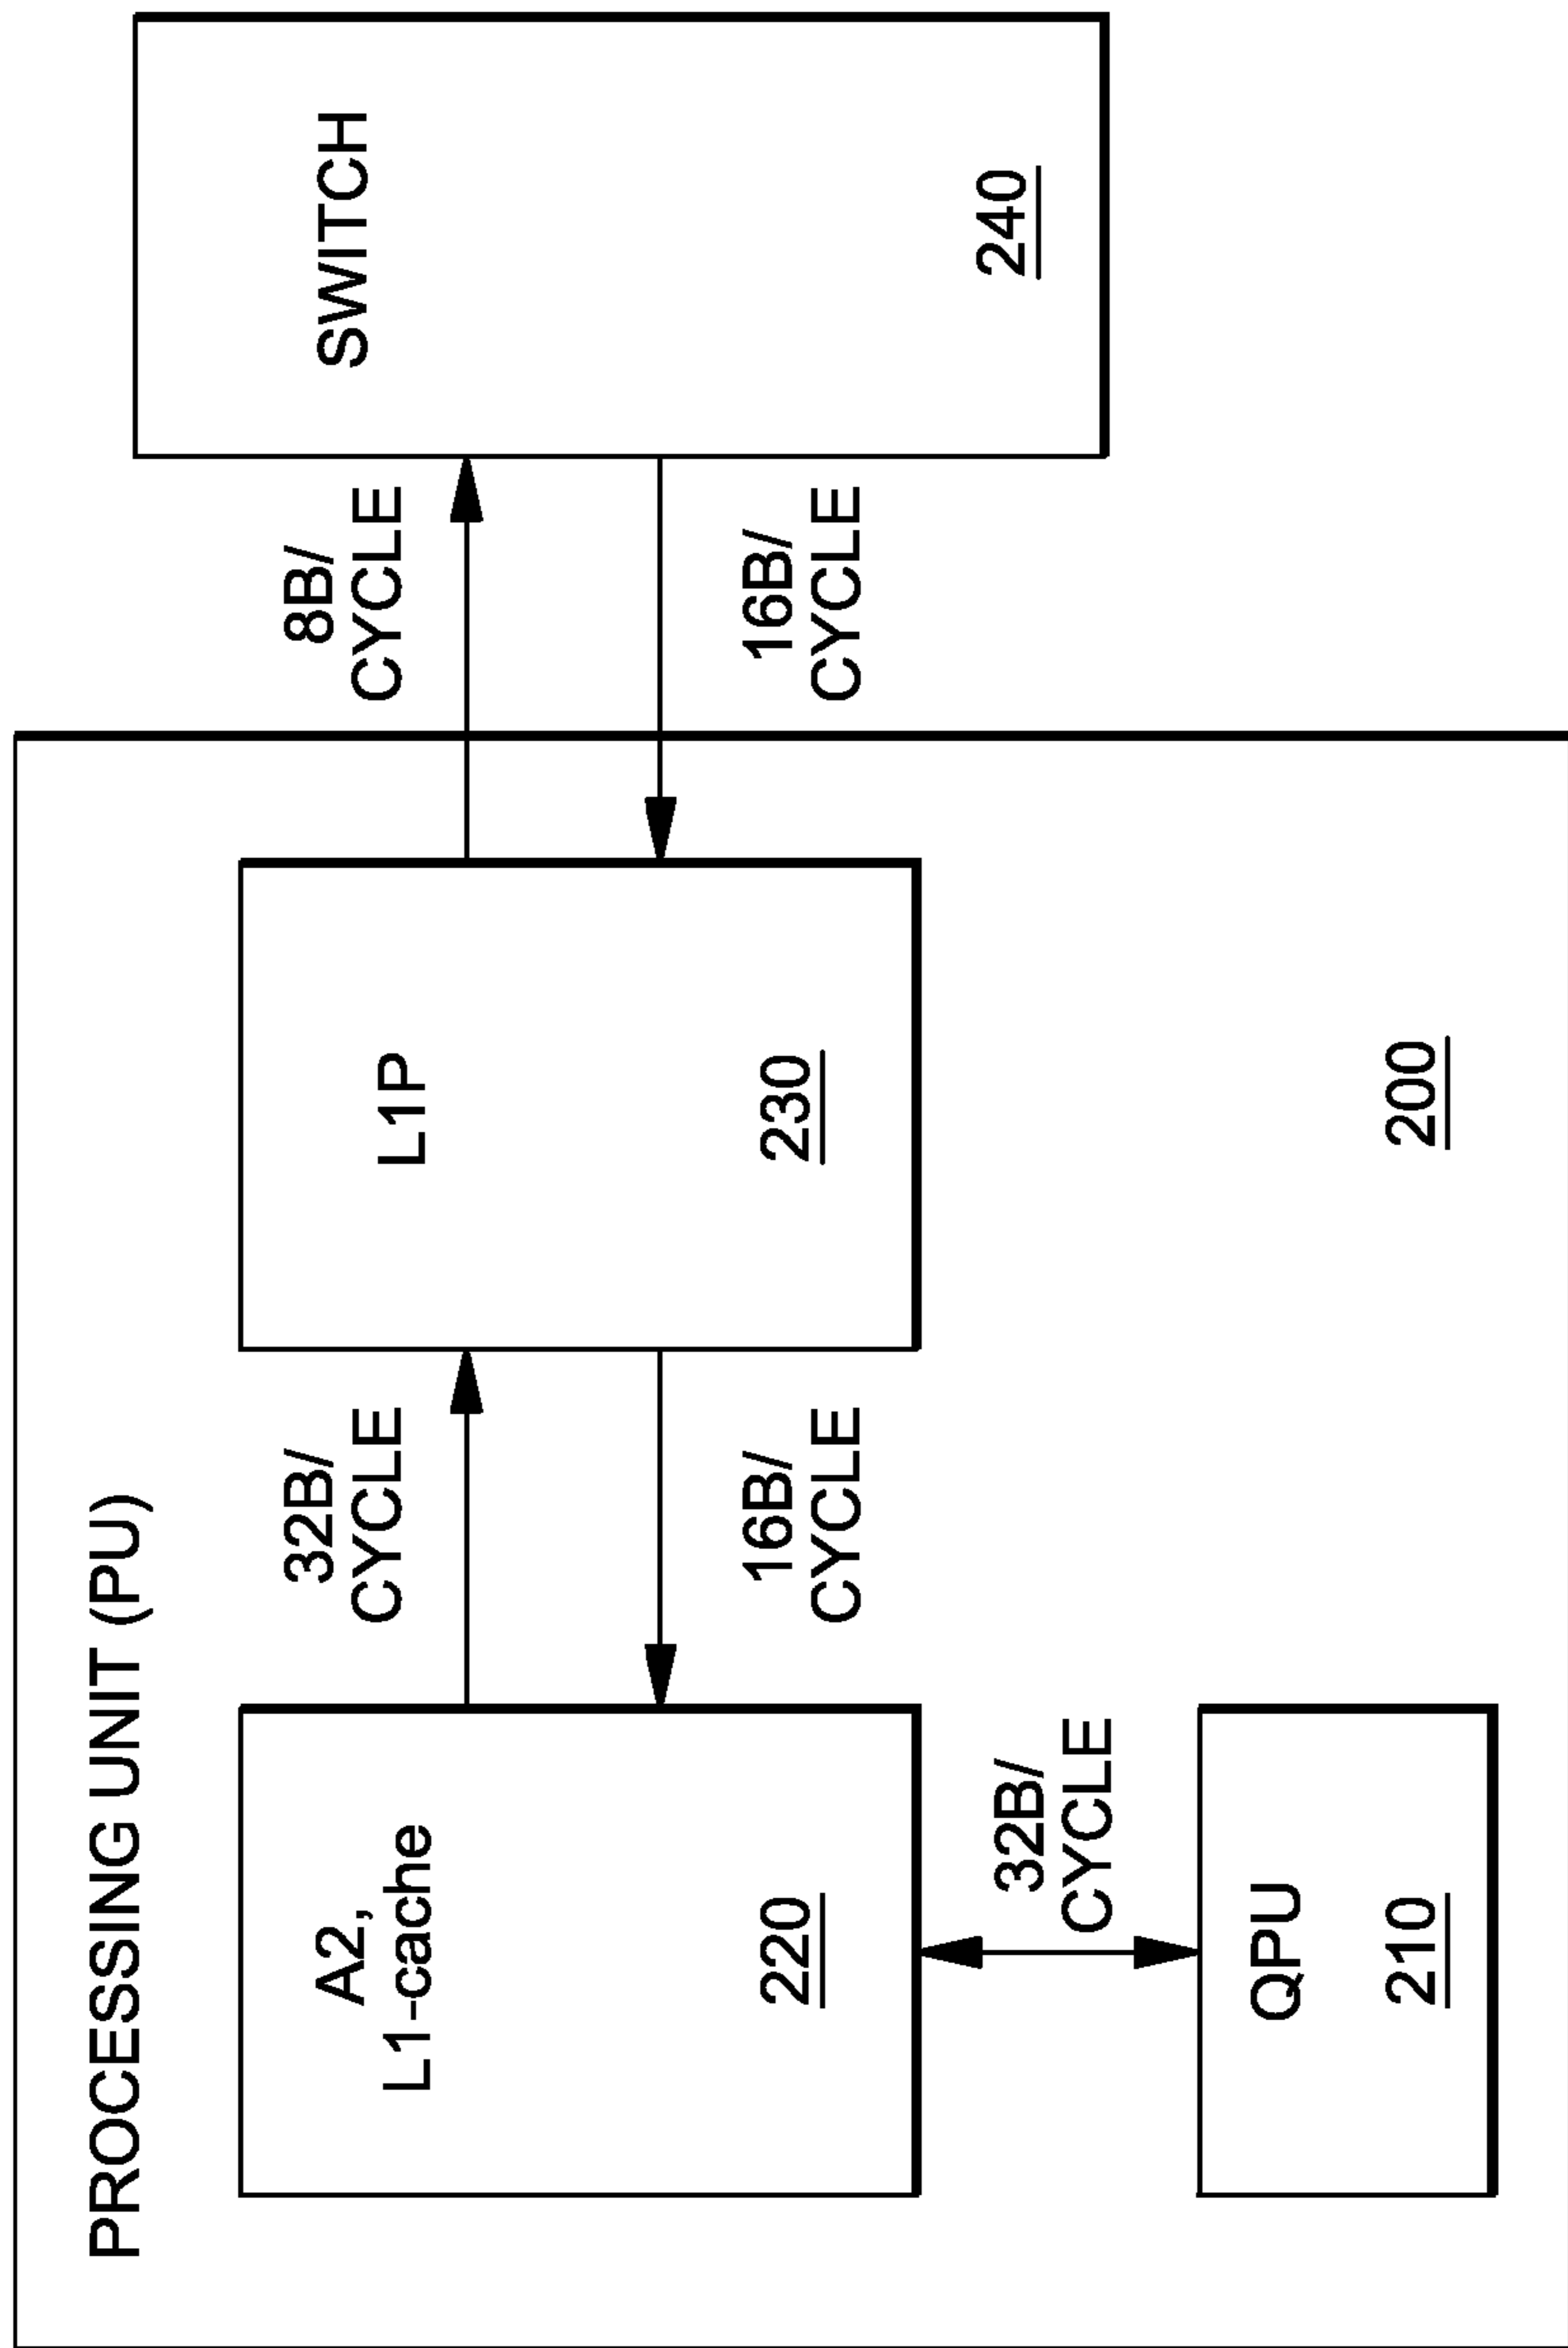 PROCESSING UNIT (PU)
A2,
L1-cache
220
32B/
CYCLE
16B/
CYCLE
L1P
230
8B/
CYCLE
16B/
CYCLE
SWITCH
240
32B/
CYCLE
QPU
210
200